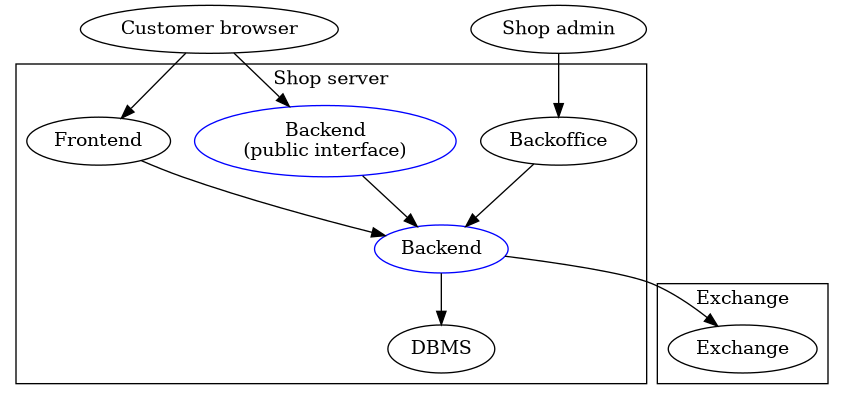 Customer browser
Shop admin
Shop server
Frontend
Backend
(public interface)
Backoffice
Backend
Exchange
DBMS
Exchange